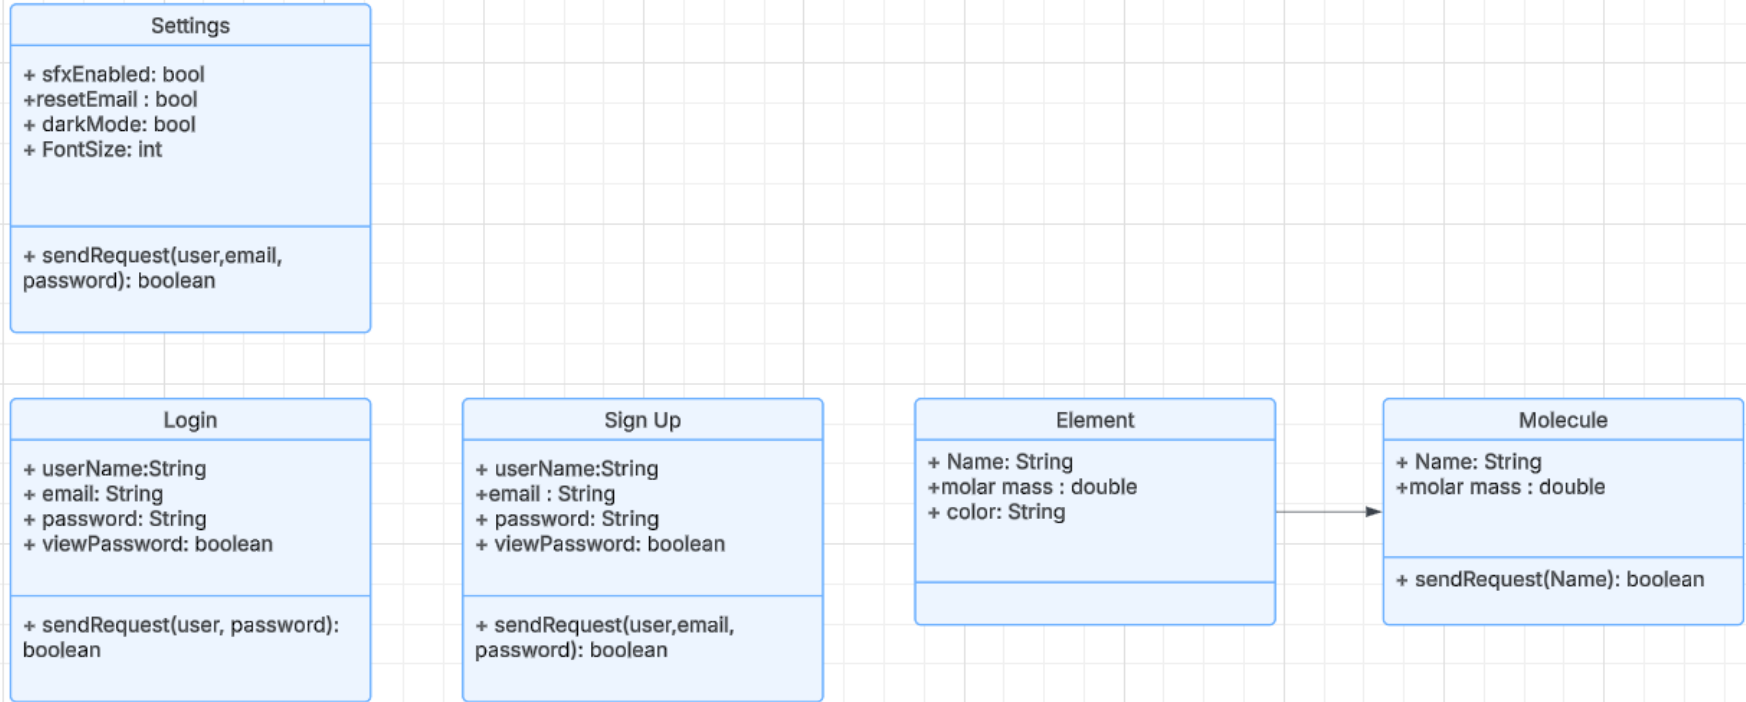 Settings
+ sfxEnabled: bool
+resetEmail : bool
+ darkMode: bool
+ FontSize: int
+ sendRequest(user,email,
password): boolean
Login
+ userName:String
+ email: String
+ password: String
+ viewPassword: boolean
+ sendRequest(user, password):
boolean
Sign Up
+ userName:String
+email : String
+ password: String
+ viewPassword: boolean
+ sendRequest(user,email,
password): boolean
Element
+ Name: String
+molar mass : double
+ color: String
Molecule
+ Name: String
+molar mass : double
+ sendRequest(Name): boolean